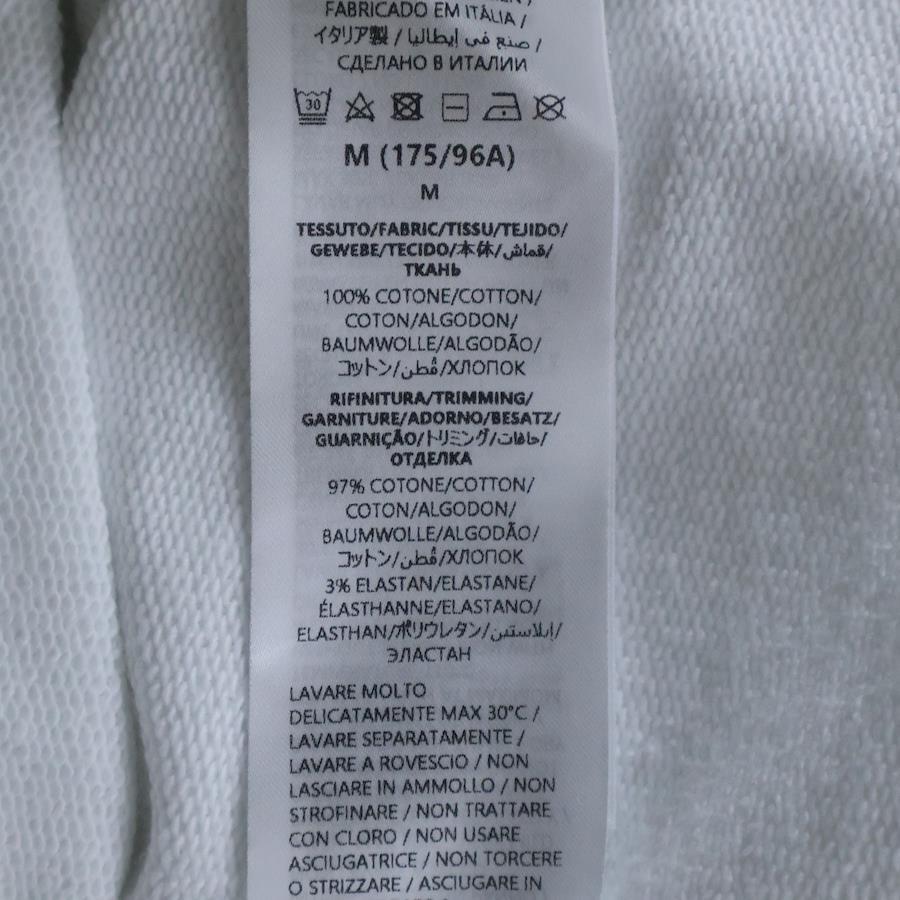 FABRICADO EM ITÁLIA /
イタリア製 / صنع في إيطاليا /
СДЕЛАНО В ИТАЛИИ
30
M (175/96A)
M
TESSUTO/FABRIC/TISSU/TEJIDO/
GEWEBE/TECIDO/本体/قماش/
ТКАНЬ
100% COTONE/COTTON/
COTON/ALGODON/
BAUMWOLLE/ALGODÃO/
コットン/قُطن/ХЛОПОК
RIFINITURA/TRIMMING/
GARNITURE/ADORNO/BESATZ/
GUARNIÇÃO/トリミング/حافات/
ОТДЕЛКА
97% COTONE/COTTON/
COTON/ALGODON/
BAUMWOLLE/ALGODÃO/
コットン/قُطن/ХЛОПОК
3% ELASTAN/ELASTANE/
ÉLASTHANNE/ELASTANO/
ELASTHAN/ポリウレタン/إيلاستين/
ЭЛАСТАН
LAVARE MOLTO
DELICATAMENTE MAX 30°C /
LAVARE SEPARATAMENTE /
LAVARE A ROVESCIO / NON
LASCIARE IN AMMOLLO / NON
STROFINARE / NON TRATTARE
CON CLORO / NON USARE
ASCIUGATRICE / NON TORCERE
O STRIZZARE / ASCIUGARE IN